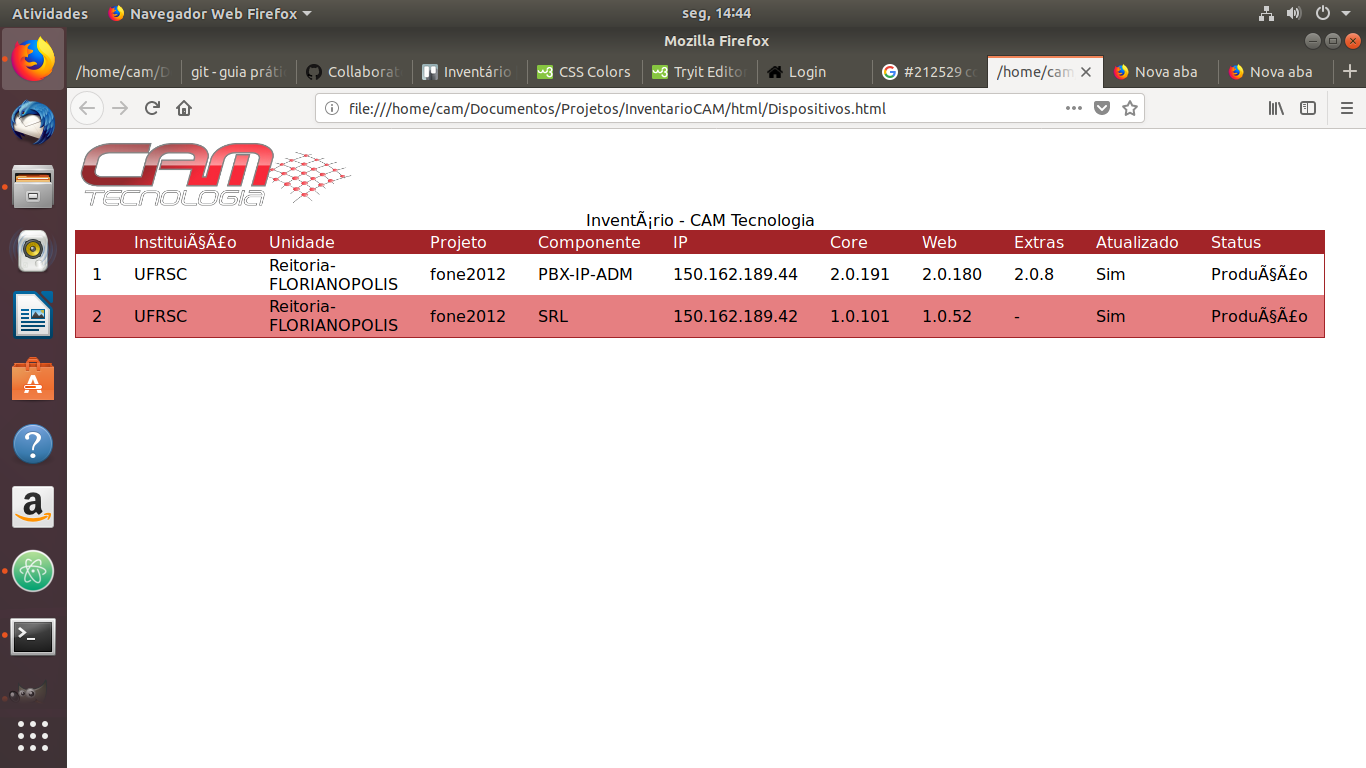 Atividades Navegador Web Firefox seg, 14:44
Mozilla Firefox
/home/cam/D git - guia práti Collaborat Inventário CSS Colors Tryit Editor Login #212529 co /home/cam Nova aba Nova aba
file:///home/cam/Documentos/Projetos/InventarioCAM/html/Dispositivos.html
CAM
TECNOLOGIA
InventÃ¡rio - CAM Tecnologia
InstituiÃ§Ã£o Unidade Projeto Componente IP Core Web Extras Atualizado Status
1 UFRSC Reitoria-FLORIANOPOLIS fone2012 PBX-IP-ADM 150.162.189.44 2.0.191 2.0.180 2.0.8 Sim ProduÃ§Ã£o
2 UFRSC Reitoria-FLORIANOPOLIS fone2012 SRL 150.162.189.42 1.0.101 1.0.52 - Sim ProduÃ§Ã£o